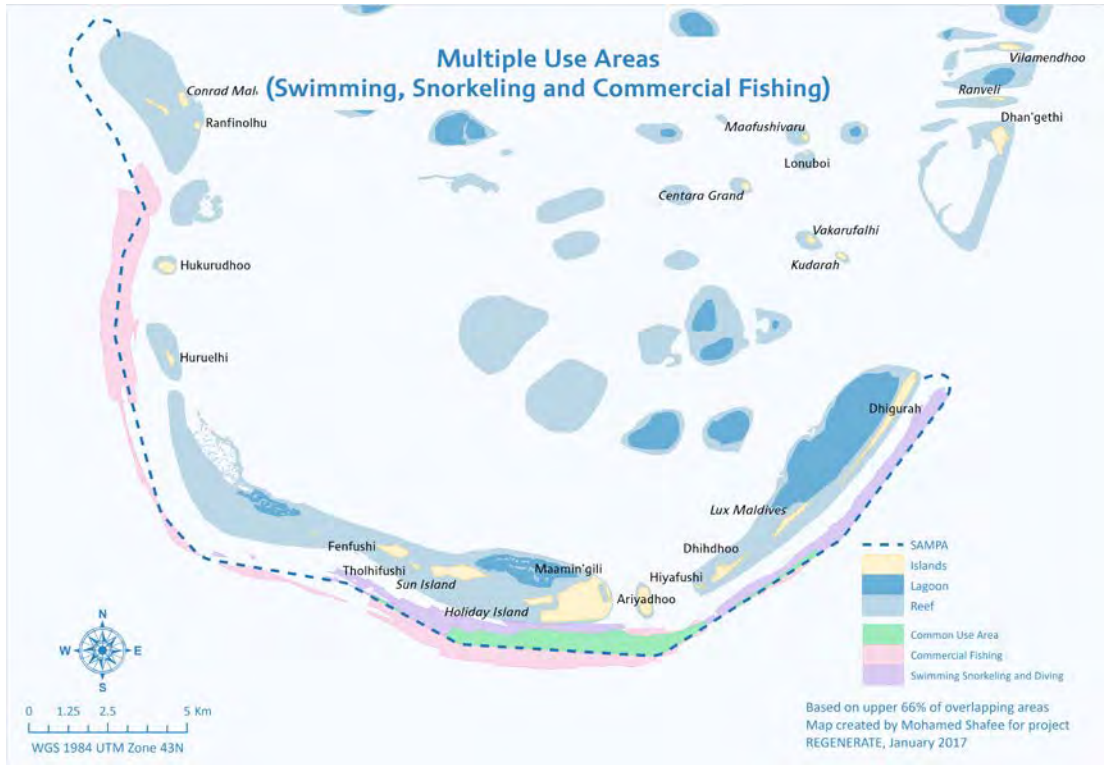 Multiple Use Areas
(Swimming, Snorkeling and Commercial Fishing)
Conrad Mal
Ranfinolhu
Vilamendhoo
Ranveli
Dhan'gethi
Maafushivaru
Lonuboi
Centara Grand
Vakarufalhi
Kudarah
Hukurudhoo
Huruelhi
Dhigurah
Lux Maldives
Dhihdhoo
Fenfushi
Tholhifushi
Sun Island
Maamin'gili
Hiyafushi
Ariyadhoo
Holiday Island
SAMPA
Islands
Lagoon
Reef
Common Use Area
Commercial Fishing
Swimming Snorkeling and Diving
N
W E
S
0 1.25 2.5 5 Km
WGS 1984 UTM Zone 43N
Based on upper 66% of overlapping areas
Map created by Mohamed Shafee for project
REGENERATE, January 2017